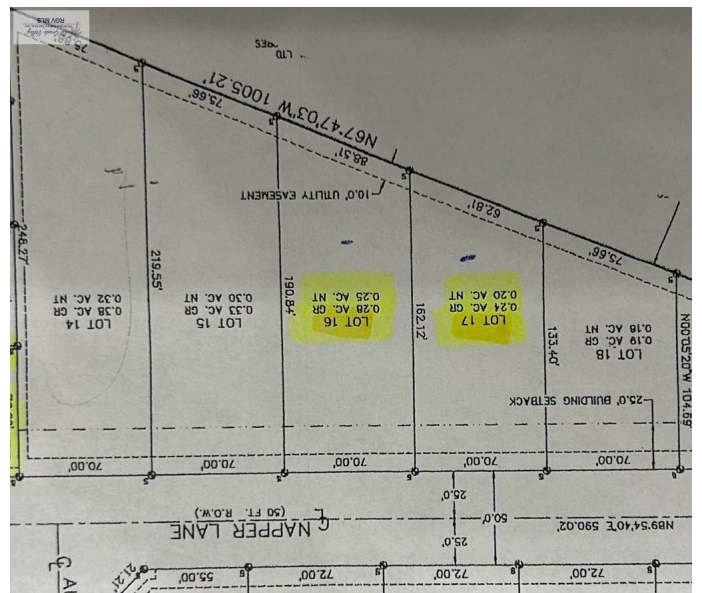 RGV MLS
75.66'
75.66'
88.51'
62.81'
75.66'
LTD
N67°47'03"W 1005.21'
10.0' UTILITY EASEMENT
248.27'
219.55'
190.84'
162.12'
133.40'
N00°05'20"W 104.69'
LOT 14
0.38 AC. GR
0.32 AC. NT
LOT 15
0.33 AC. GR
0.30 AC. NT
LOT 16
0.28 AC. GR
0.25 AC. NT
LOT 17
0.24 AC. GR
0.20 AC. NT
LOT 18
0.19 AC. GR
0.16 AC. NT
25.0' BUILDING SETBACK
70.00'
70.00'
70.00'
70.00'
70.00'
25.0'
50.0'
25.0'
NAPPER LANE
(50 FT. R.O.W.)
N89°54'40"E 590.02'
21.21'
55.00'
72.00'
72.00'
72.00'